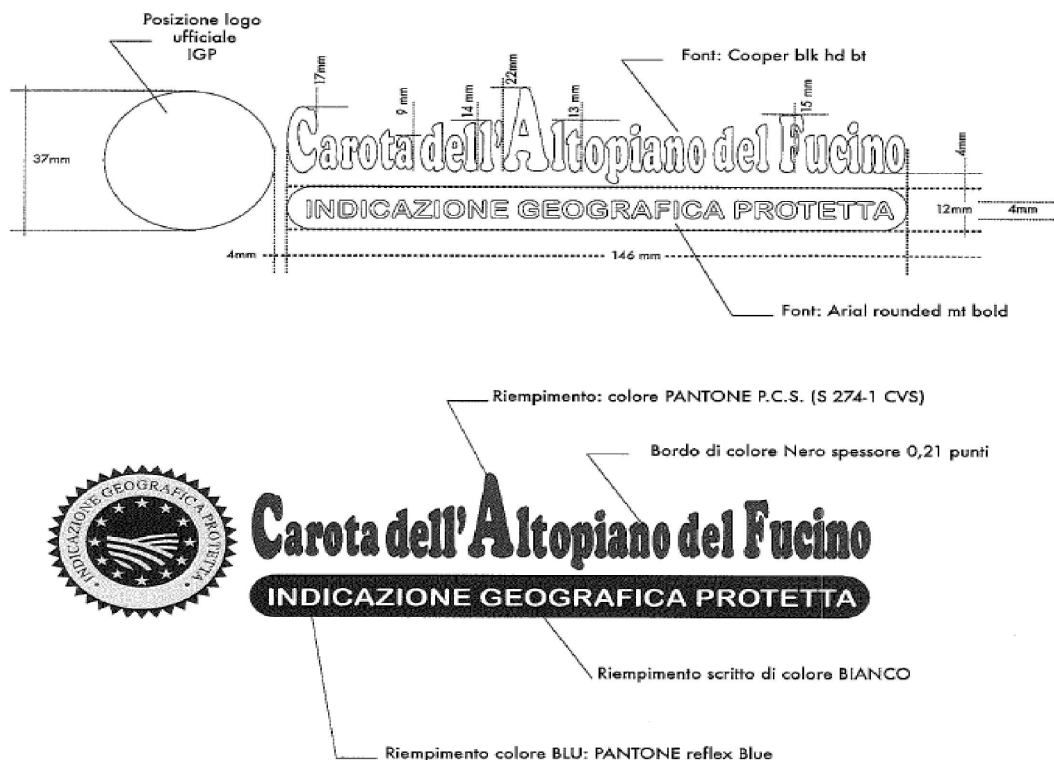 Posizione logo
ufficiale
IGP
Font: Cooper blk hd bt
17mm
9 mm
14 mm
22mm
13 mm
15 mm
37mm
Carota dell'Altopiano del Fucino
4mm
INDICAZIONE GEOGRAFICA PROTETTA
12mm
4mm
4mm
146 mm
Font: Arial rounded mt bold
Riempimento: colore PANTONE P.C.S. (S 274-1 CVS)
Bordo di colore Nero spessore 0,21 punti
INDICAZIONE GEOGRAFICA PROTETTA
Carota dell'Altopiano del Fucino
INDICAZIONE GEOGRAFICA PROTETTA
Riempimento scritto di colore BIANCO
Riempimento colore BLU: PANTONE reflex Blue